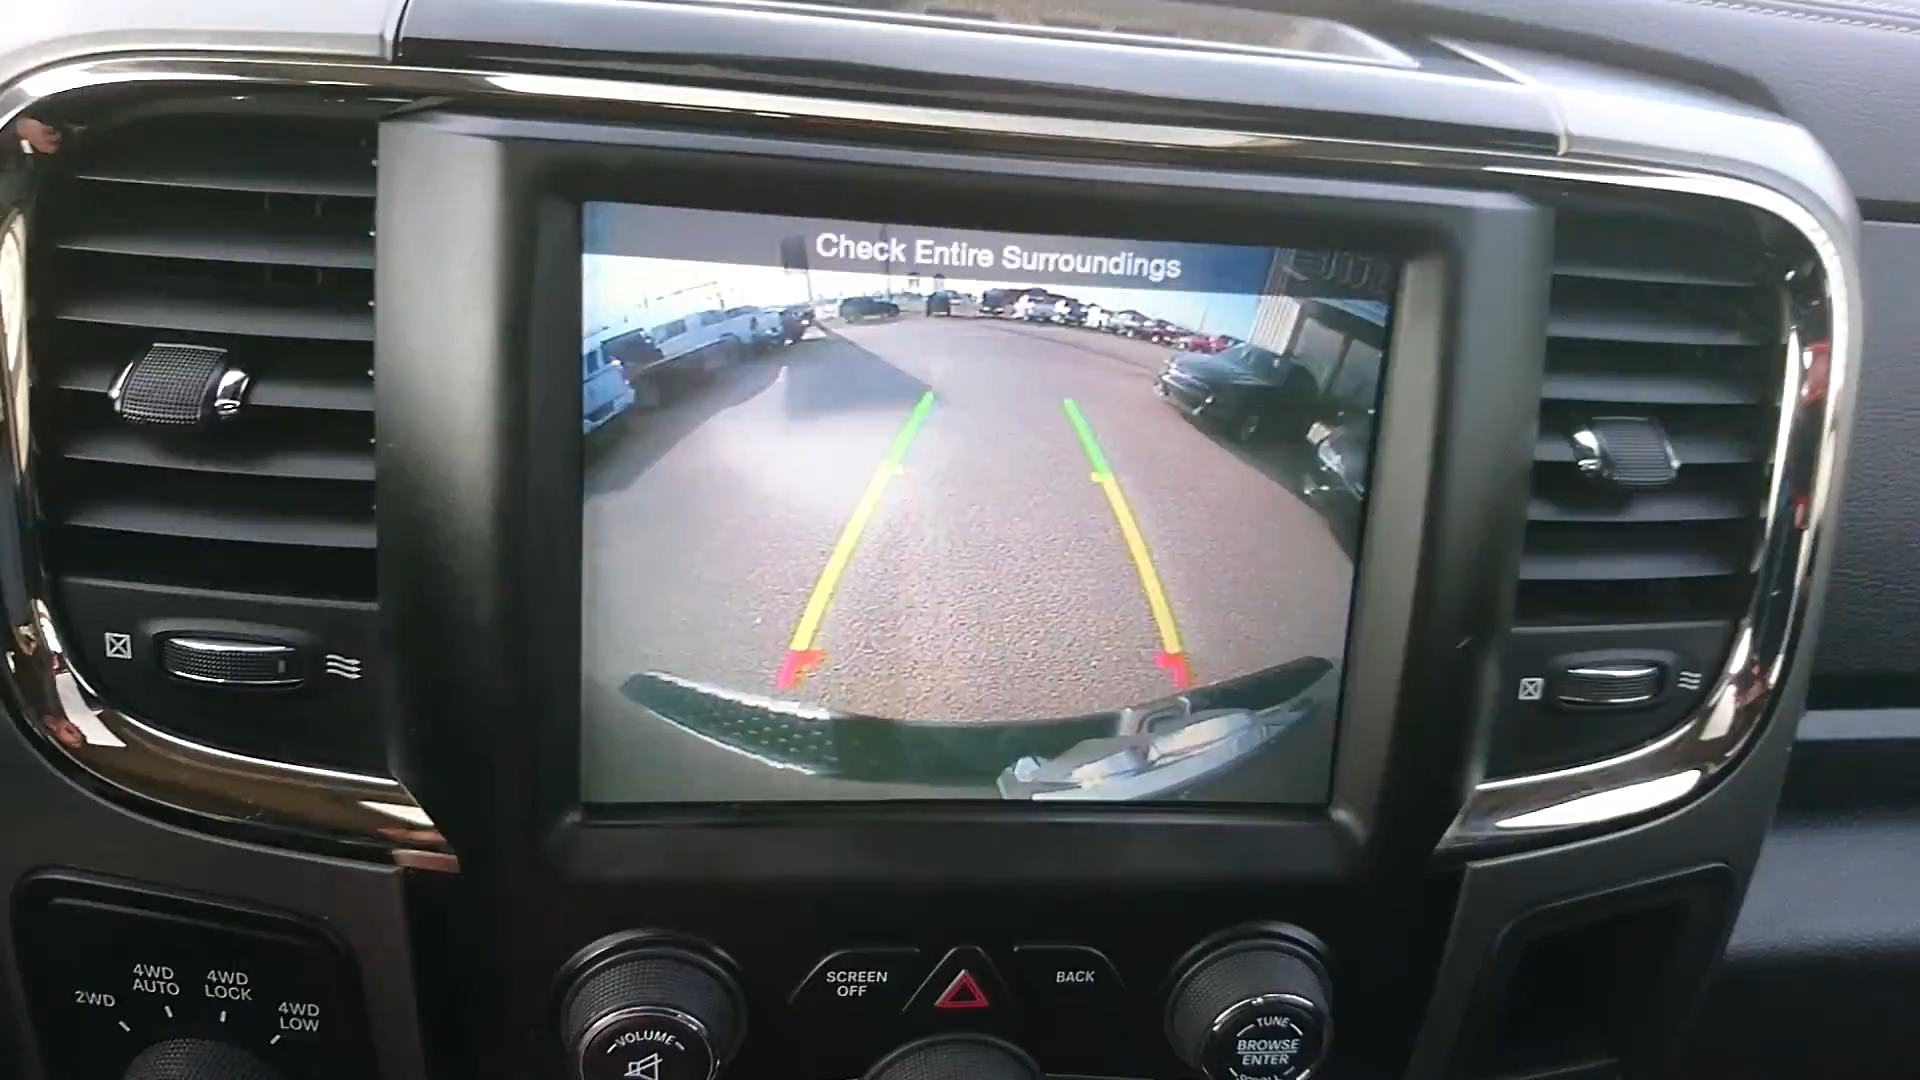 Check Entire Surroundings
2WD
4WD
AUTO
4WD
LOCK
4WD
LOW
SCREEN
OFF
BACK
VOLUME
TUNE
BROWSE
ENTER